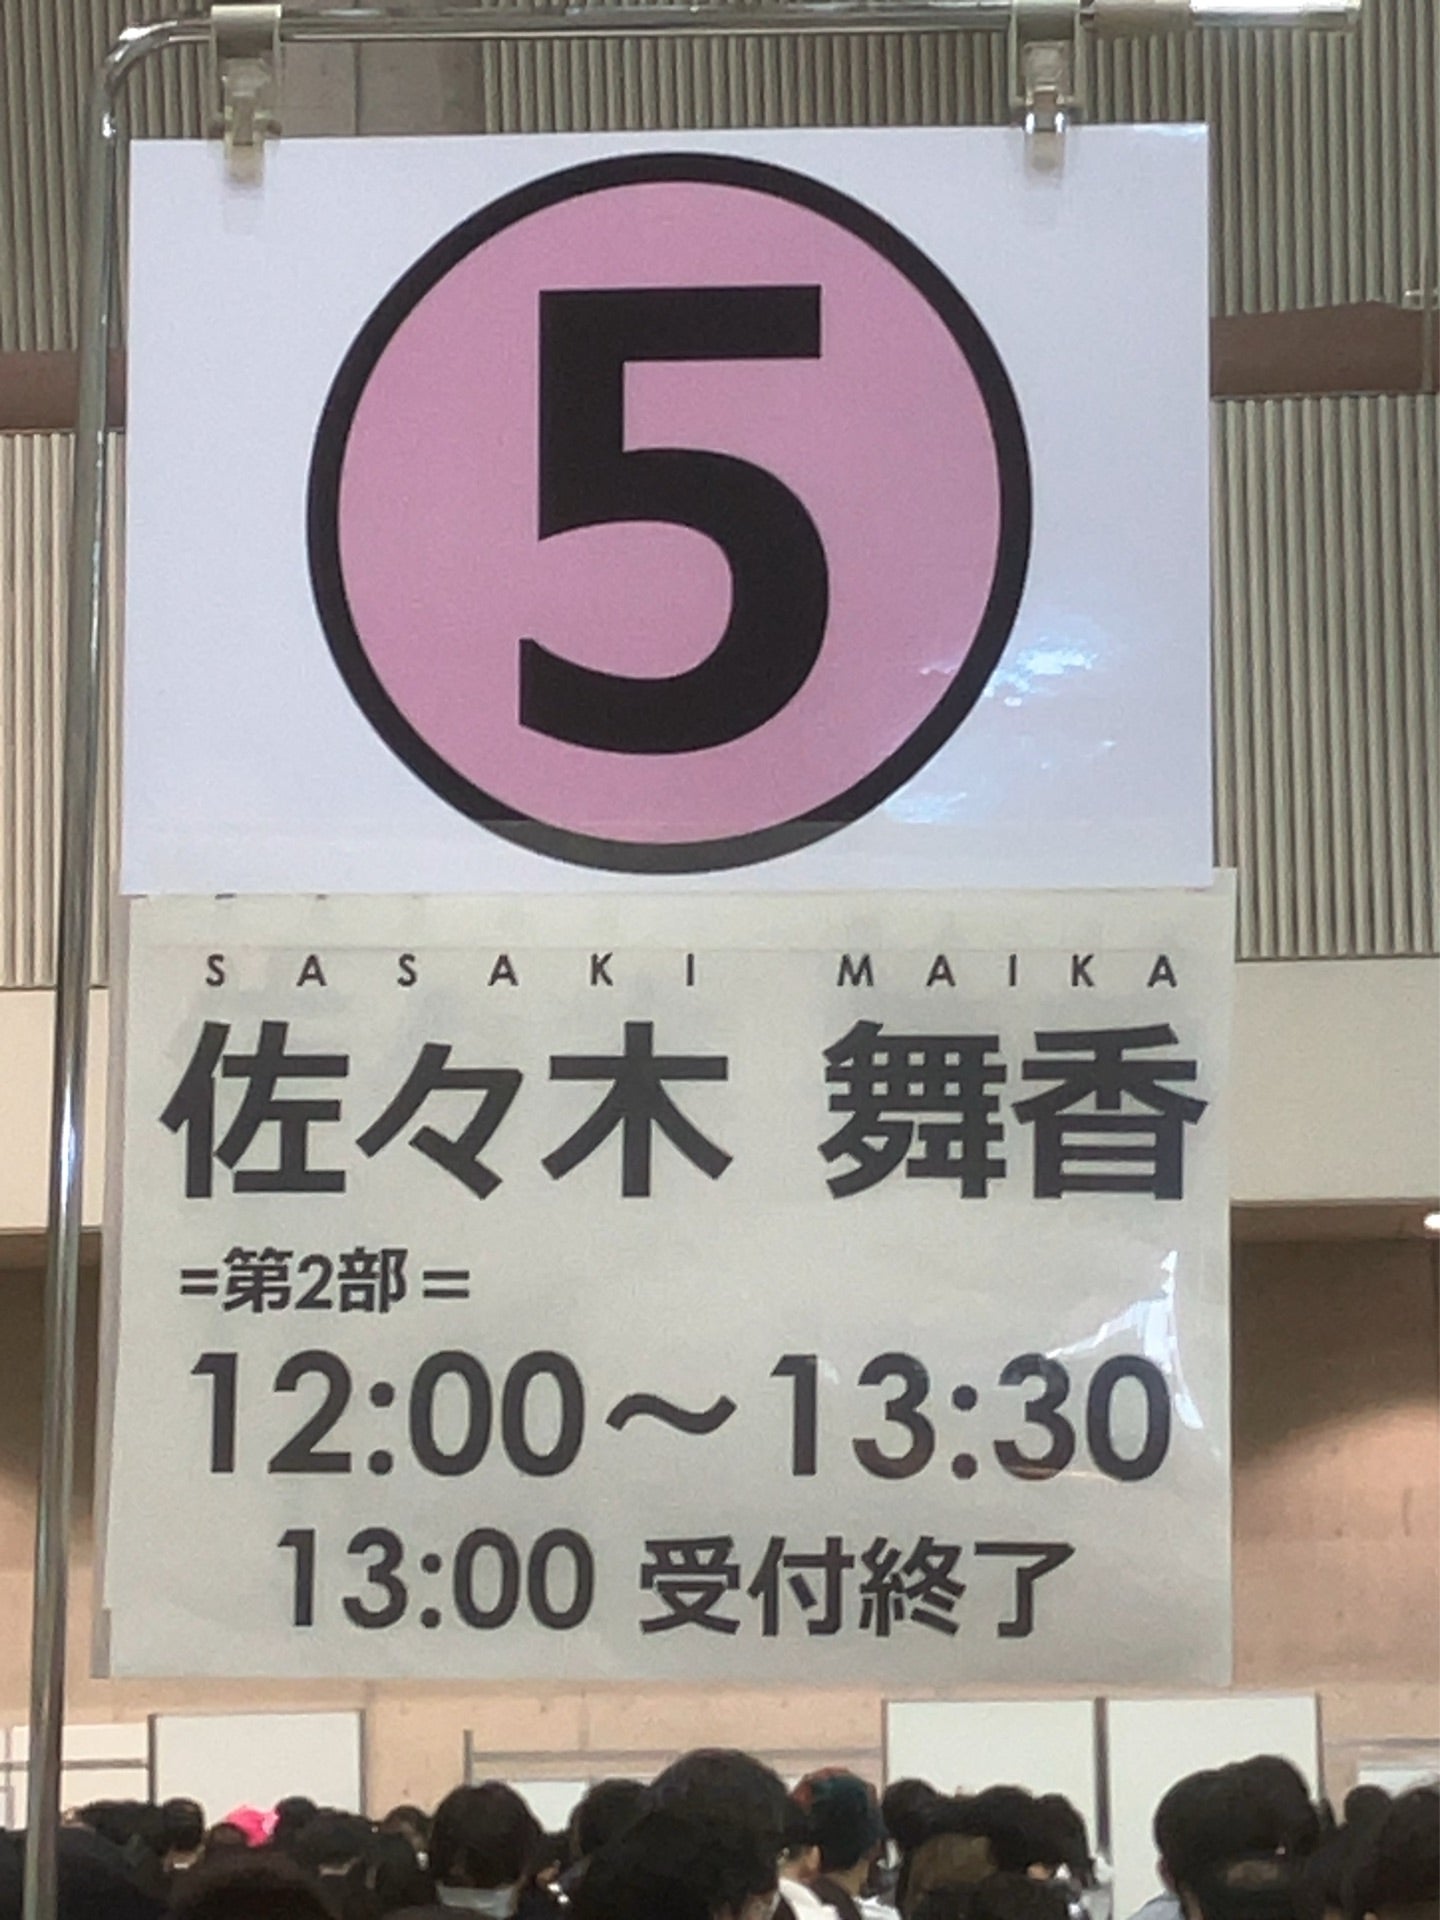 5
SASAKI MAIKA
佐々木 舞香
=第2部=
12:00〜13:30
13:00 受付終了